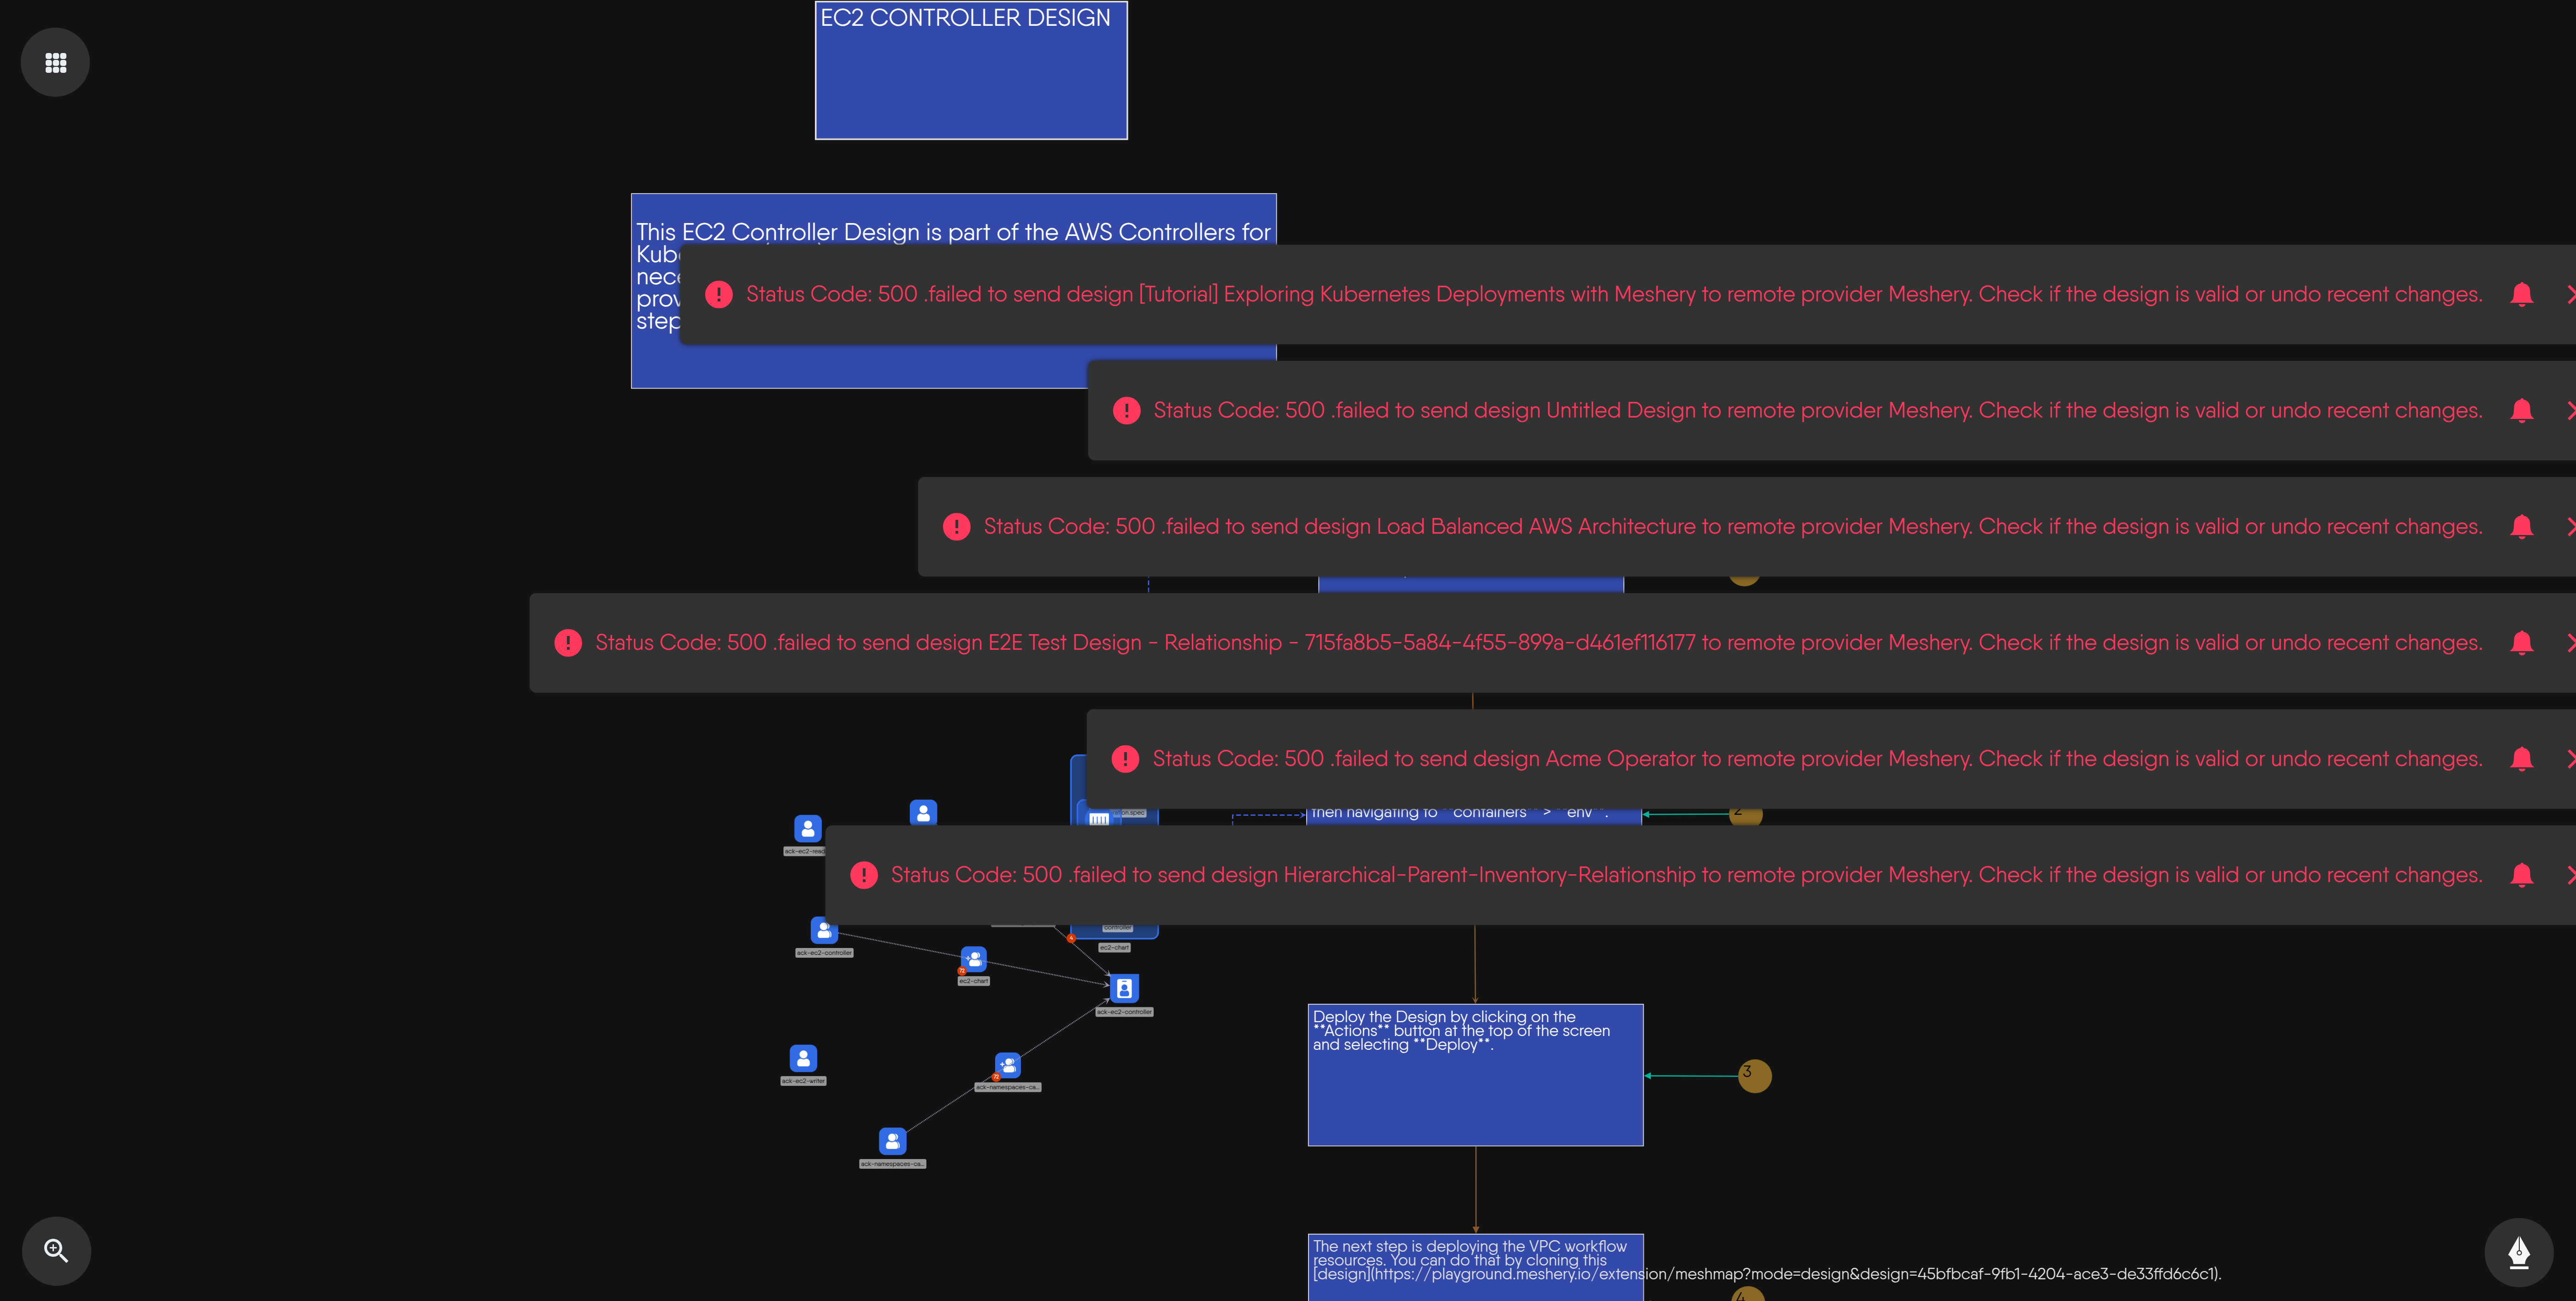 EC2 CONTROLLER DESIGN
This EC2 Controller Design is part of the AWS Controllers for
Status Code: 500 .failed to send design [Tutorial] Exploring Kubernetes Deployments with Meshery to remote provider Meshery. Check if the design is valid or undo recent changes.
Status Code: 500 .failed to send design Untitled Design to remote provider Meshery. Check if the design is valid or undo recent changes.
Status Code: 500 .failed to send design Load Balanced AWS Architecture to remote provider Meshery. Check if the design is valid or undo recent changes.
Status Code: 500 .failed to send design E2E Test Design - Relationship - 715fa8b5-5a84-4f55-899a-d461ef116177 to remote provider Meshery. Check if the design is valid or undo recent changes.
Status Code: 500 .failed to send design Acme Operator to remote provider Meshery. Check if the design is valid or undo recent changes.
then navigating to **containers** > **env**.
2
Status Code: 500 .failed to send design Hierarchical-Parent-Inventory-Relationship to remote provider Meshery. Check if the design is valid or undo recent changes.
controller
ec2-chart
ack-ec2-controller
72
ec2-chart
ack-ec2-controller
72
ack-namespaces-ca...
ack-ec2-writer
ack-namespaces-ca...
Deploy the Design by clicking on the
**Actions** button at the top of the screen
and selecting **Deploy**.
3
The next step is deploying the VPC workflow
resources. You can do that by cloning this
[design](https://playground.meshery.io/extension/meshmap?mode=design&design=45bfbcaf-9fb1-4204-ace3-de33ffd6c6c1).
4